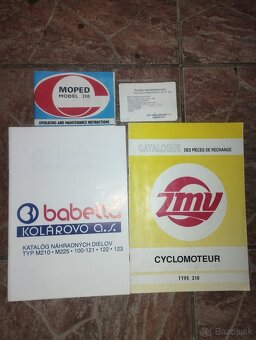 MOPED
MODEL 210
OPERATING AND MAINTENANCE INSTRUCTIONS
babetta
KOLÁROVO a.s.
KATALÓG NÁHRADNÝCH DIELOV
TYP M210 • M225 • 100-121 • 122 • 123
CATALOGUE DES PIECES DE RECHANGE
zmv
CYCLOMOTEUR
TYPE 210